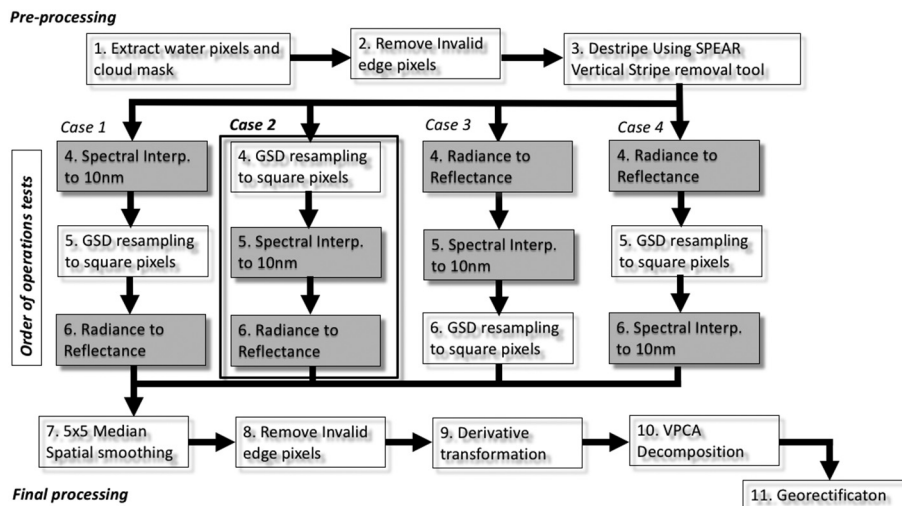 Pre-processing
1. Extract water pixels and
cloud mask
2. Remove Invalid
edge pixels
3. Destripe Using SPEAR
Vertical Stripe removal tool
Order of operations tests
Case 1
4. Spectral Interp.
to 10nm
5. GSD resampling
to square pixels
6. Radiance to
Reflectance
Case 2
4. GSD resampling
to square pixels
5. Spectral Interp.
to 10nm
6. Radiance to
Reflectance
Case 3
4. Radiance to
Reflectance
5. Spectral Interp.
to 10nm
6. GSD resampling
to square pixels
Case 4
4. Radiance to
Reflectance
5. GSD resampling
to square pixels
6. Spectral Interp.
to 10nm
7. 5x5 Median
Spatial smoothing
8. Remove Invalid
edge pixels
9. Derivative
transformation
10. VPCA
Decomposition
11. Georectificaton
Final processing